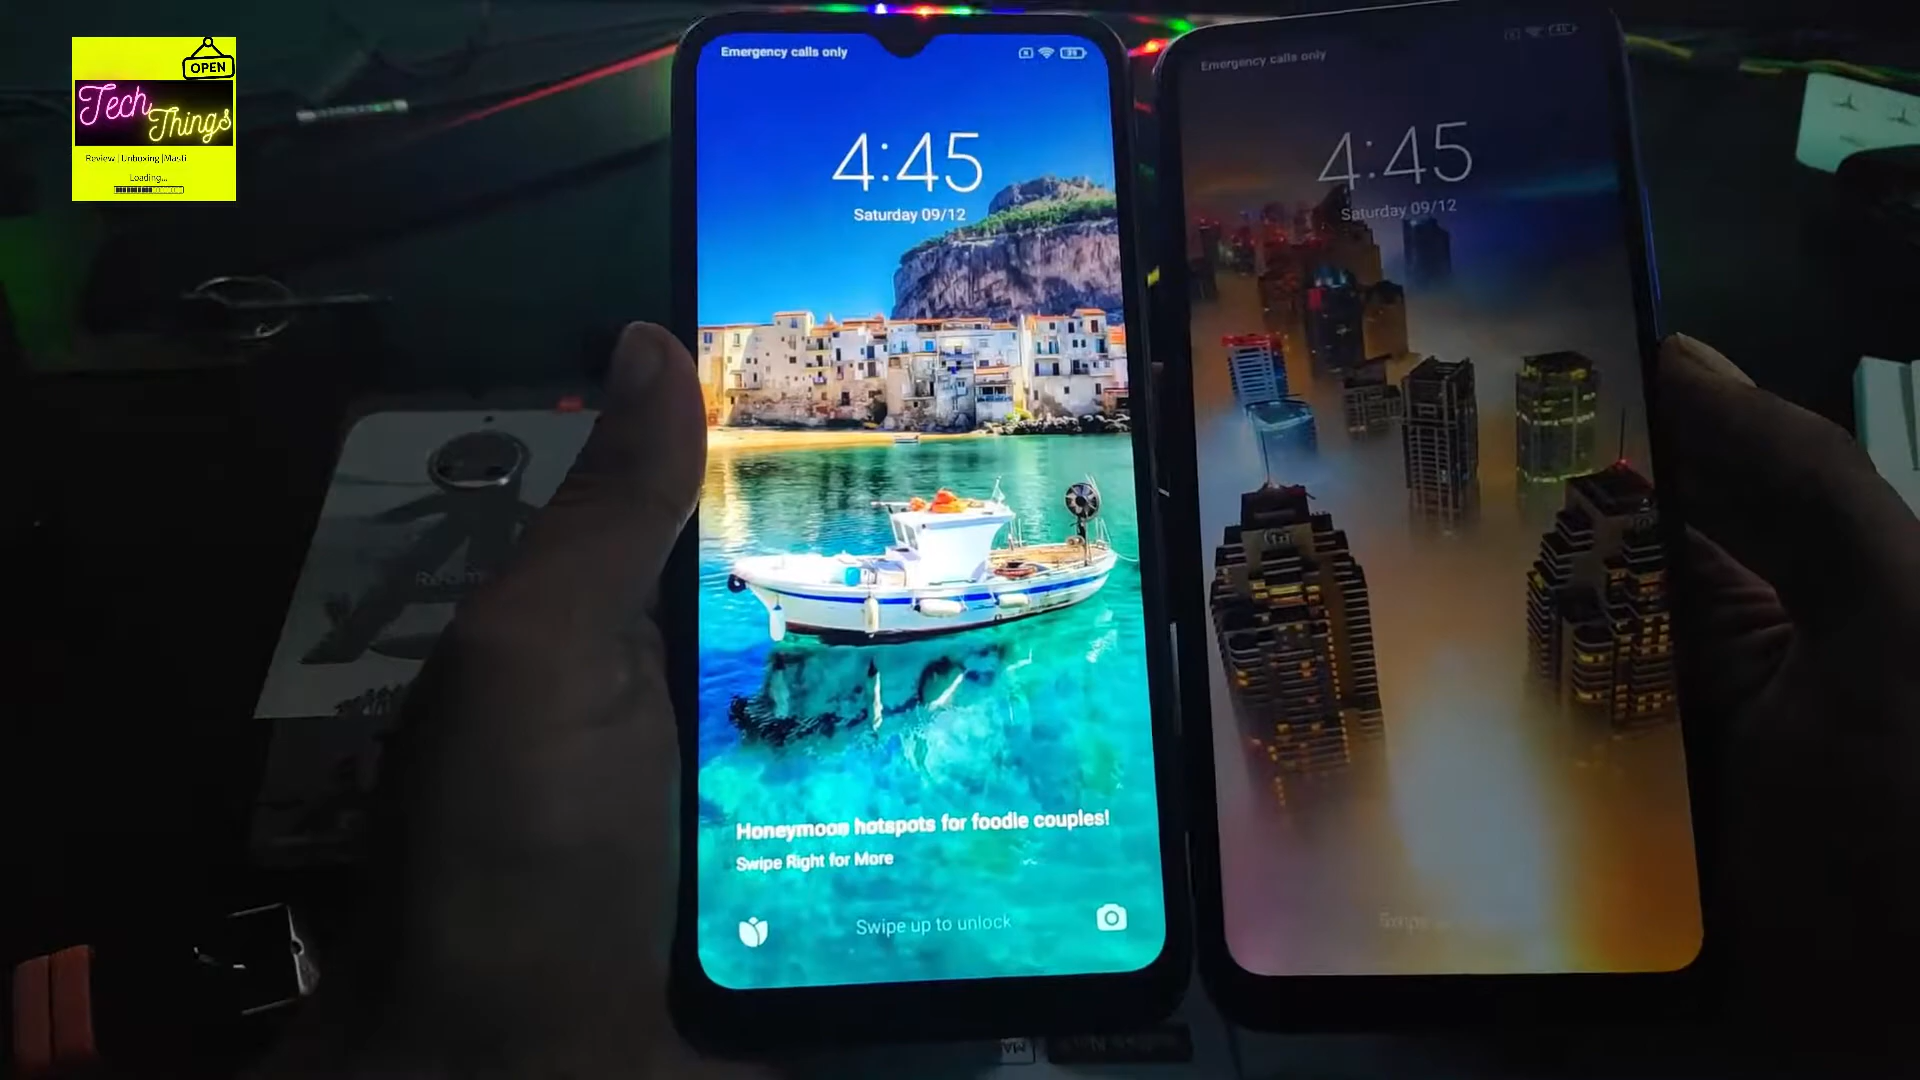 OPEN
Tech
Things
Review | Unboxing |Masti
Loading...
Emergency calls only
4:45
Saturday 09/12
Honeymoon hotspots for foodie couples!
Swipe Right for More
Swipe up to unlock
Emergency calls only
4:45
Saturday 09/12